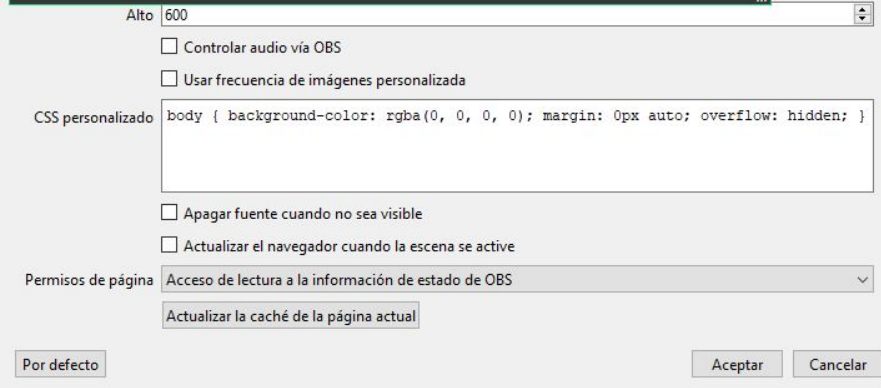 Alto 600
Controlar audio vía OBS
Usar frecuencia de imágenes personalizada
CSS personalizado body { background-color: rgba(0, 0, 0, 0); margin: 0px auto; overflow: hidden; }
Apagar fuente cuando no sea visible
Actualizar el navegador cuando la escena se active
Permisos de página Acceso de lectura a la información de estado de OBS
Actualizar la caché de la página actual
Por defecto Aceptar Cancelar